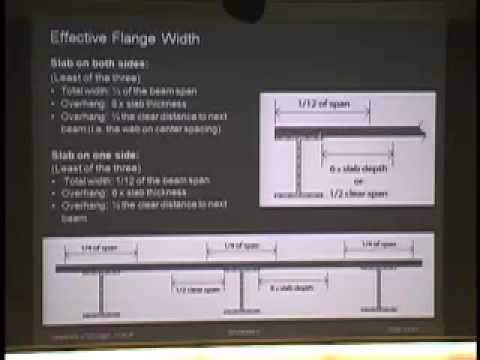 Effective Flange Width
Slab on both sides:
(Least of the three)
• Total width: ¼ of the beam span
• Overhang: 8 x slab thickness
• Overhang: ½ the clear distance to next
beam (i.e. the web on center spacing)
Slab on one side:
(Least of the three)
• Total width: 1/12 of the beam span
• Overhang: 6 x slab thickness
• Overhang: ½ the clear distance to next
beam
1/12 of span
6 x slab depth
or
1/2 clear span
1/4 of span
1/4 of span
1/4 of span
1/2 clear span
8 x slab depth